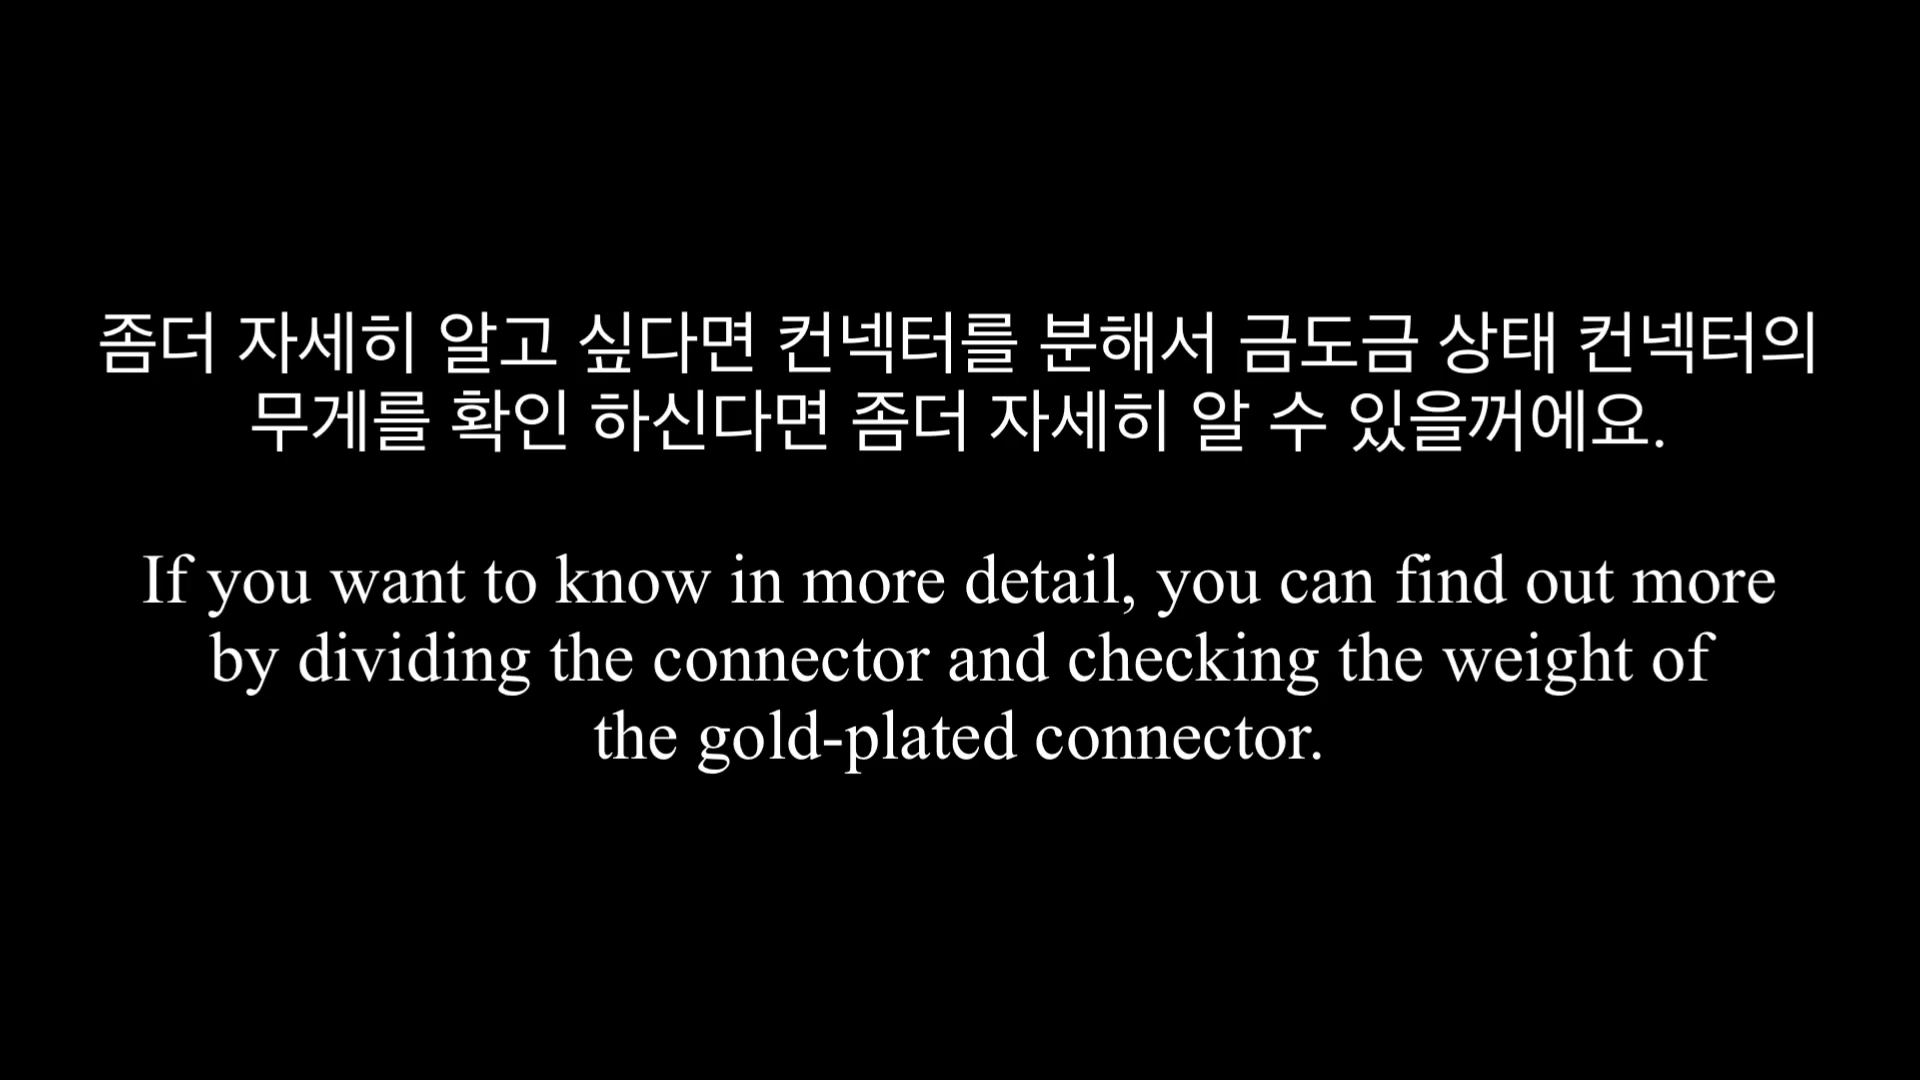 좀더 자세히 알고 싶다면 컨넥터를 분해서 금도금 상태 컨넥터의
무게를 확인 하신다면 좀더 자세히 알 수 있을꺼에요.
If you want to know in more detail, you can find out more
by dividing the connector and checking the weight of
the gold-plated connector.